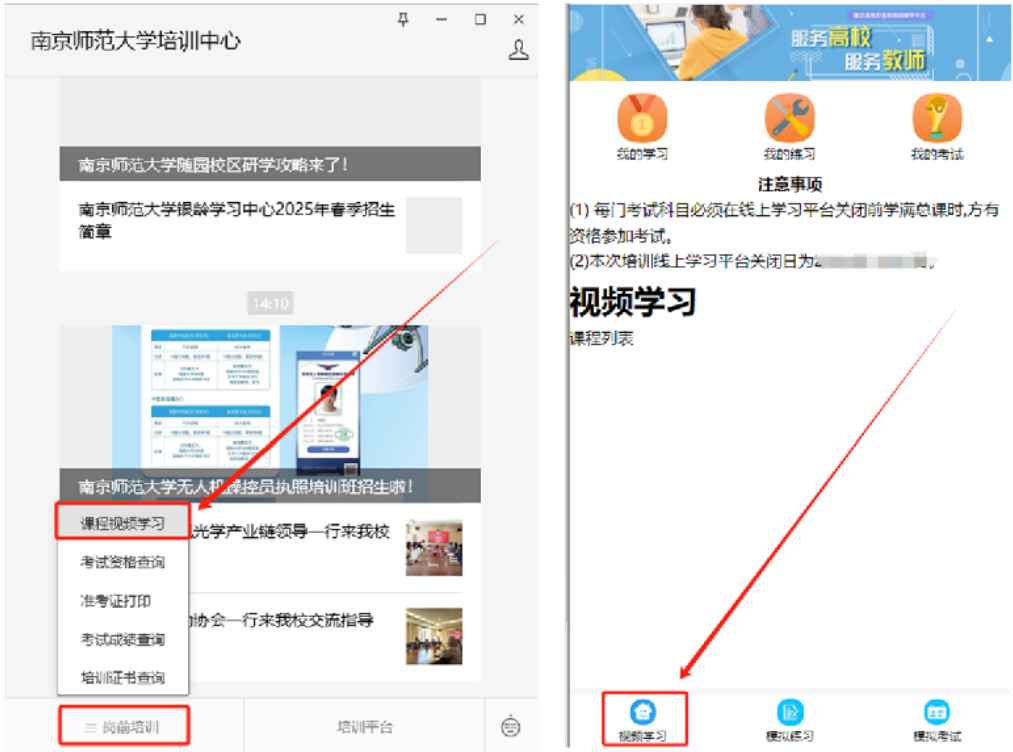 南京师范大学培训中心
南京师范大学随园校区研学攻略来了!
南京师范大学银龄学习中心2025年春季招生
简章
14:10
南京师范大学无人机操控员执照培训班招生啦!
光学产业链领导一行来我校
协会一行来我校交流指导
课程视频学习
考试资格查询
准考证打印
考试成绩查询
培训证书查询
岗前培训
培训平台
服务高校
服务教师
我的学习
我的练习
我的考试
注意事项
(1) 每门考试科目必须在线上学习平台关闭前学满总课时,方有
资格参加考试。
(2)本次培训线上学习平台关闭日为
视频学习
课程列表
视频学习
模拟练习
模拟考试